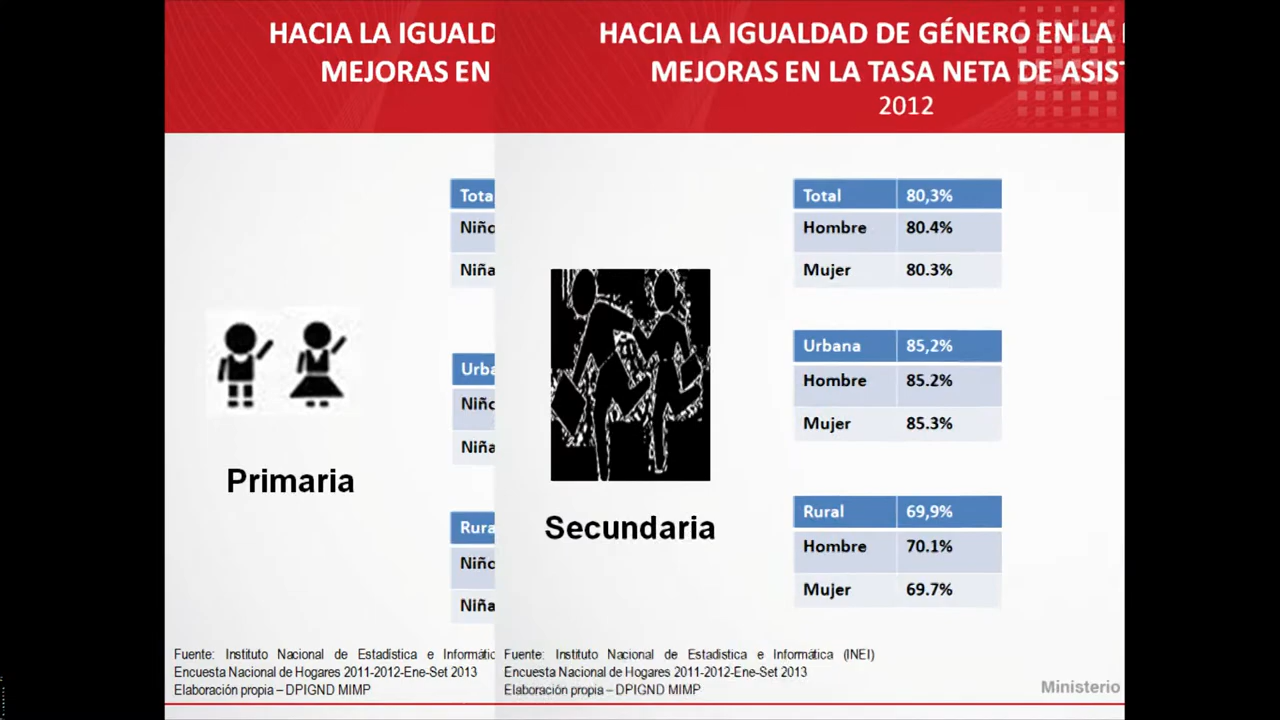 HACIA LA IGUALD
MEJORAS EN
Tota
Niño
Niña
Urba
Niño
Niña
Rura
Niño
Niña
Primaria
Fuente: Instituto Nacional de Estadística e Informátic
Encuesta Nacional de Hogares 2011-2012-Ene-Set 2013
Elaboración propia – DPIGND MIMP
HACIA LA IGUALDAD DE GÉNERO EN LA
MEJORAS EN LA TASA NETA DE ASIST
2012
Total 80,3%
Hombre 80.4%
Mujer 80.3%
Urbana 85,2%
Hombre 85.2%
Mujer 85.3%
Rural 69,9%
Hombre 70.1%
Mujer 69.7%
Secundaria
Fuente: Instituto Nacional de Estadística e Informática (INEI)
Encuesta Nacional de Hogares 2011-2012-Ene-Set 2013
Elaboración propia – DPIGND MIMP
Ministerio